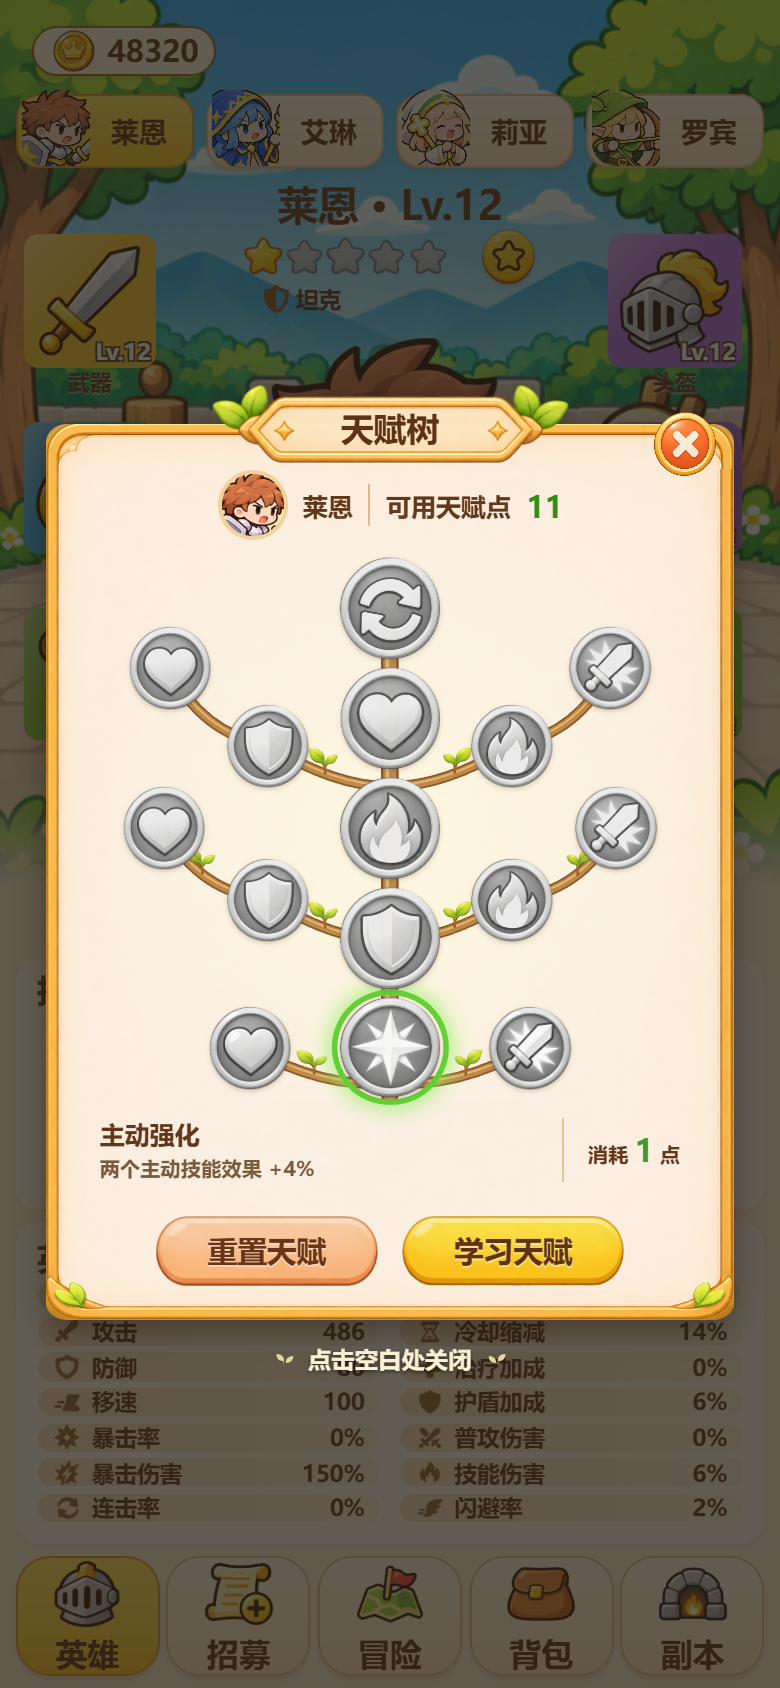 48320
莱恩
艾琳
莉亚
罗宾
莱恩 • Lv.12
坦克
Lv.12
武器
Lv.12
头盔
天赋树
莱恩
可用天赋点 11
主动强化
两个主动技能效果 +4%
消耗 1 点
重置天赋
学习天赋
攻击 486
冷却缩减 14%
点击空白处关闭
防御
治疗加成 0%
移速 100
护盾加成 6%
暴击率 0%
普攻伤害 0%
暴击伤害 150%
技能伤害 6%
连击率 0%
闪避率 2%
英雄
招募
冒险
背包
副本